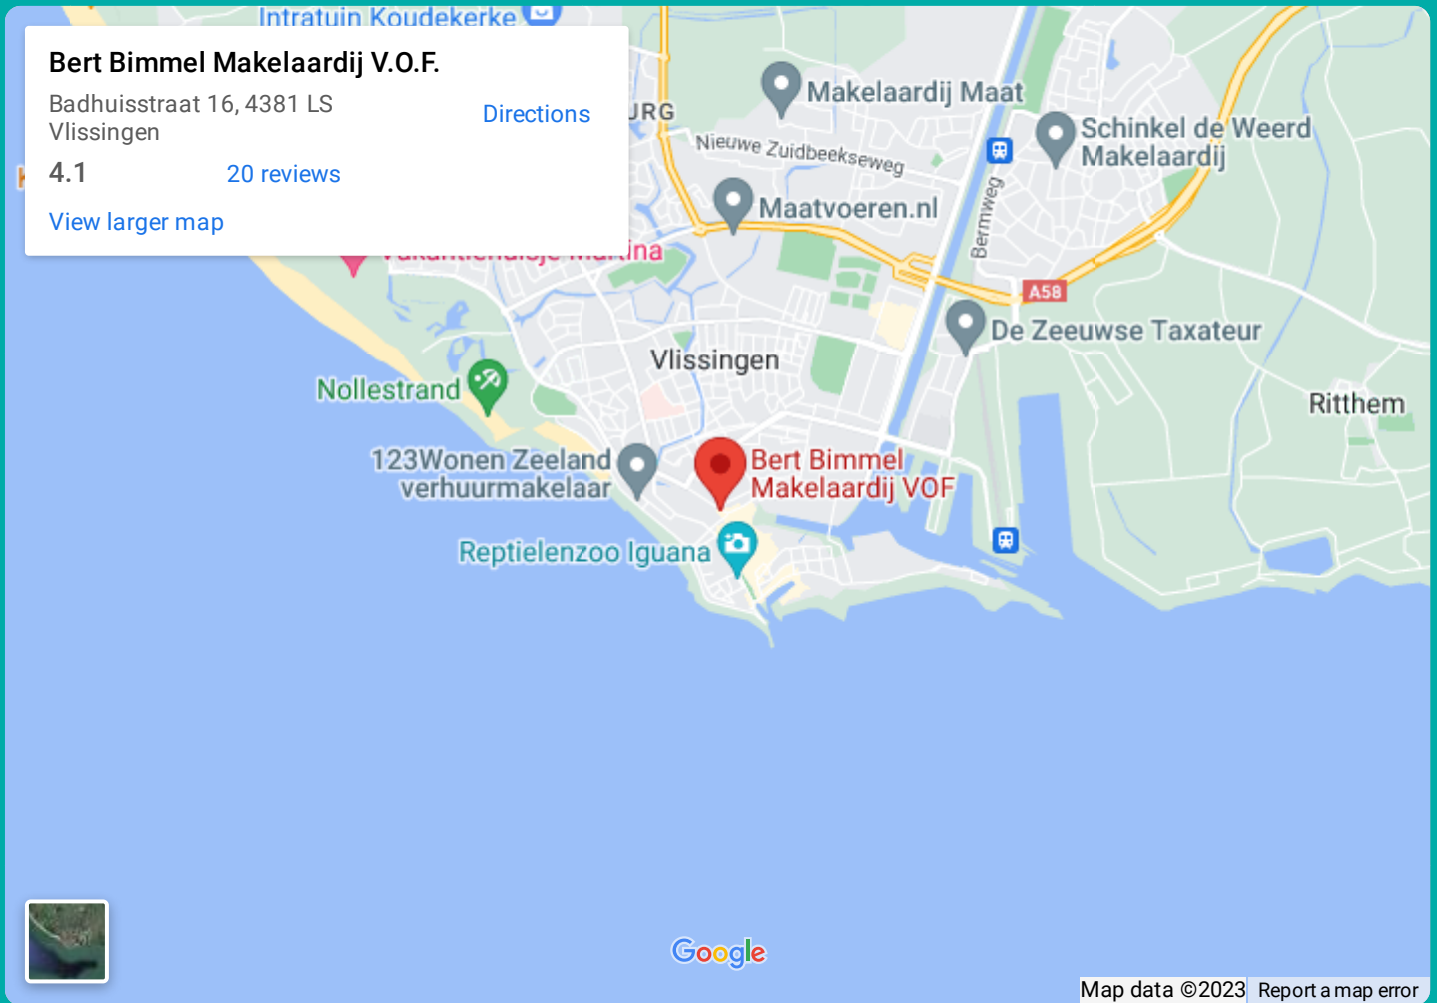 Intratuin Koudekerke
Bert Bimmel Makelaardij V.O.F.
Badhuisstraat 16, 4381 LS
Vlissingen
Directions
4.1
20 reviews
View larger map
URG
Makelaardij Maat
Nieuwe Zuidbeekseweg
Schinkel de Weerd
Makelaardij
Maatvoeren.nl
Bermweg
A58
De Zeeuwse Taxateur
Vlissingen
Nollestrand
Ritthem
123Wonen Zeeland
verhuurmakelaar
Bert Bimmel
Makelaardij VOF
Reptielenzoo Iguana
Google
Map data ©2023
Report a map error